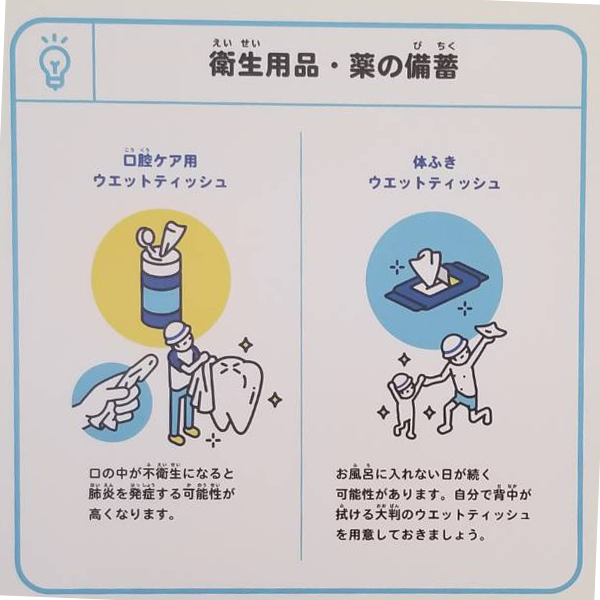 衛生用品・薬の備蓄
口腔ケア用
ウエットティッシュ
口の中が不衛生になると
肺炎を発症する可能性が
高くなります。
体ふき
ウエットティッシュ
お風呂に入れない日が続く
可能性があります。自分で背中が
拭ける大判のウエットティッシュ
を用意しておきましょう。